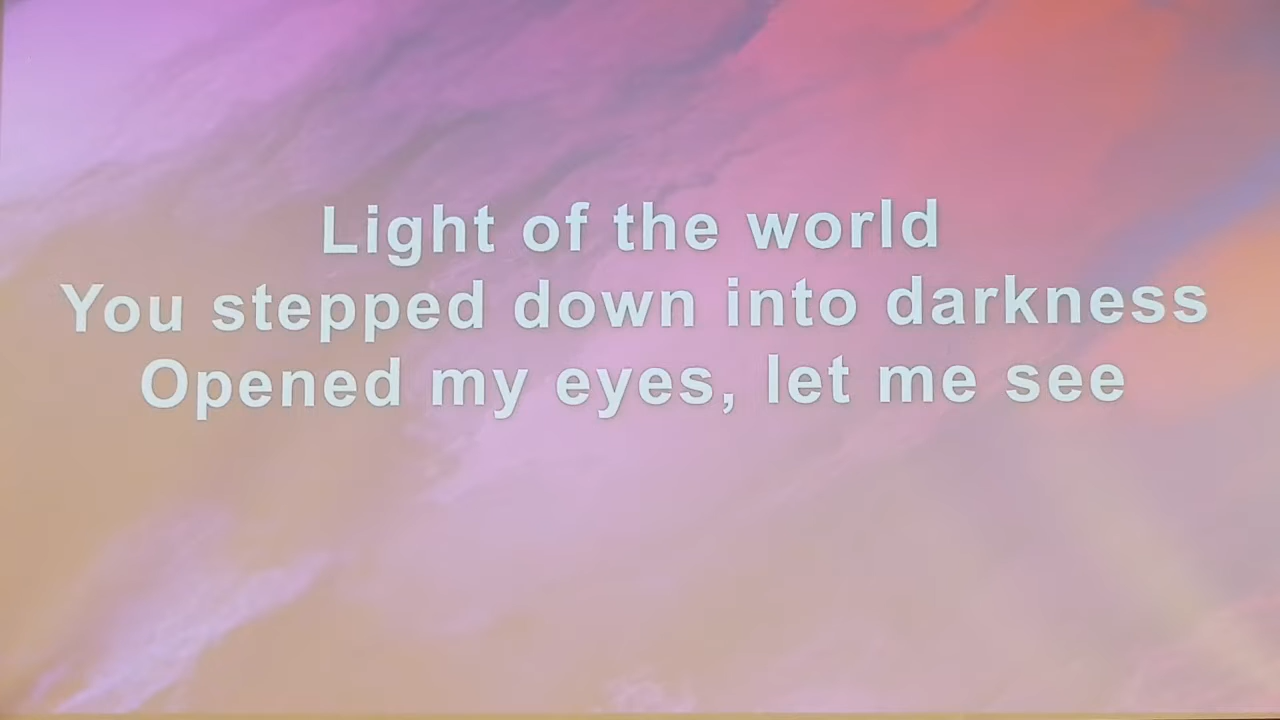 Light of the world
You stepped down into darkness
Opened my eyes, let me see